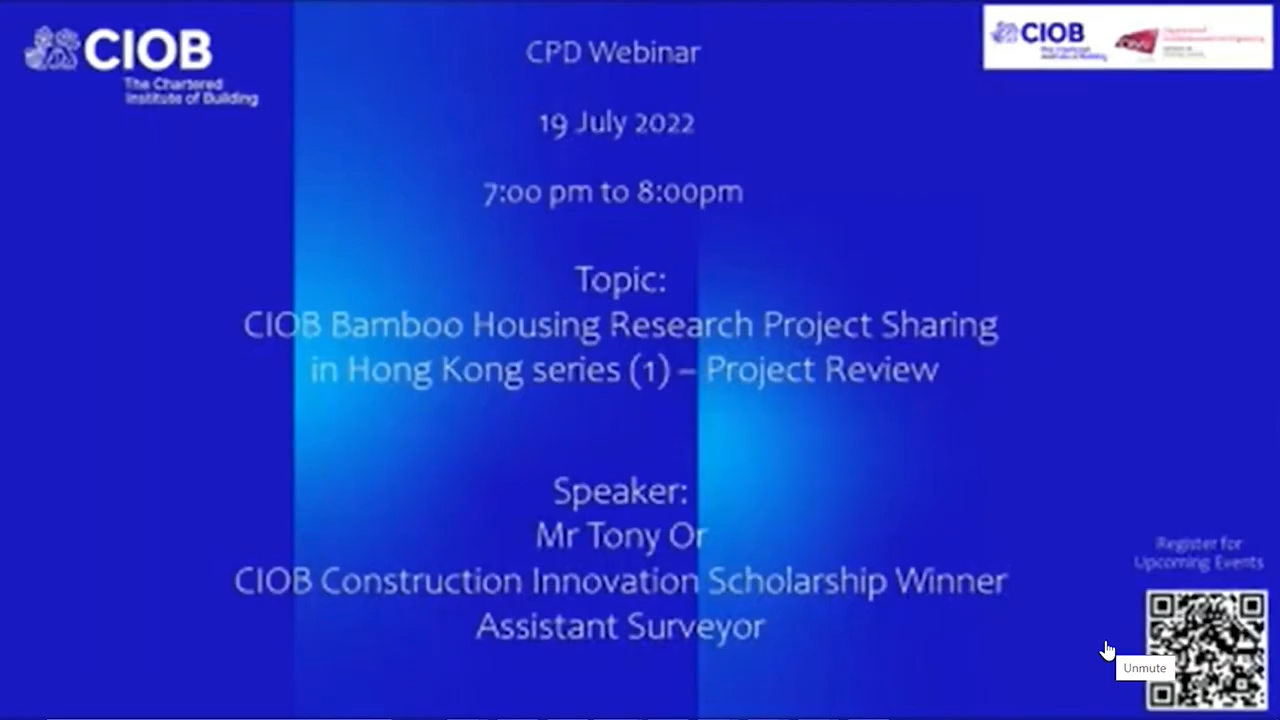 CIOB
The Chartered
Institute of Building
CPD Webinar
CIOB
19 July 2022
7:00 pm to 8:00pm
Topic:
CIOB Bamboo Housing Research Project Sharing
in Hong Kong series (1) – Project Review
Speaker:
Mr Tony Or
CIOB Construction Innovation Scholarship Winner
Assistant Surveyor
Register for
Upcoming Events
Unmute